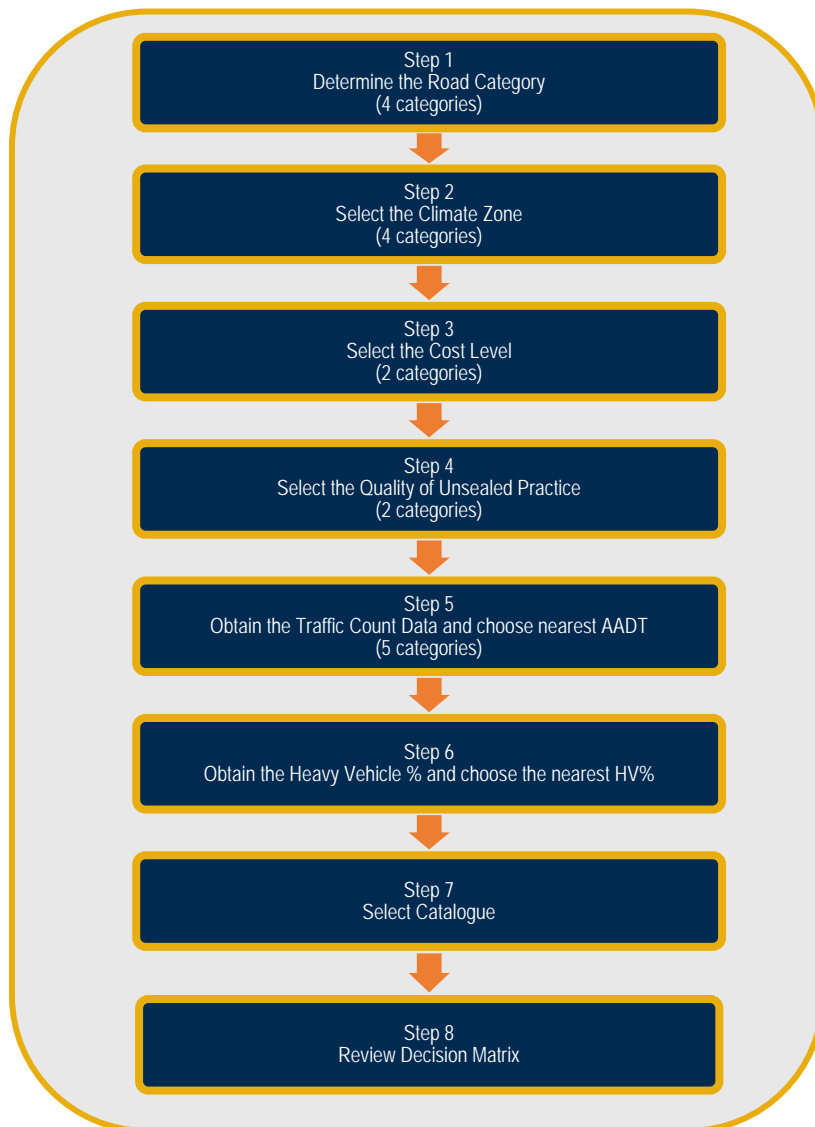 Step 1
Determine the Road Category
(4 categories)
Step 2
Select the Climate Zone
(4 categories)
Step 3
Select the Cost Level
(2 categories)
Step 4
Select the Quality of Unsealed Practice
(2 categories)
Step 5
Obtain the Traffic Count Data and choose nearest AADT
(5 categories)
Step 6
Obtain the Heavy Vehicle % and choose the nearest HV%
Step 7
Select Catalogue
Step 8
Review Decision Matrix